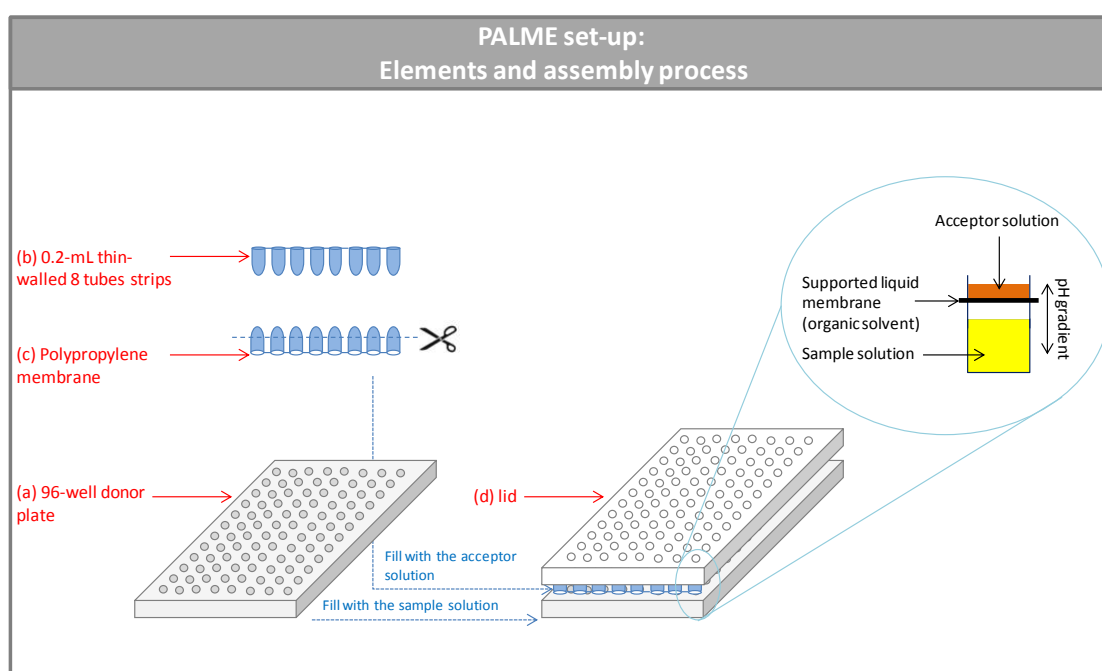 PALME set-up:
Elements and assembly process
(b) 0.2-mL thin-
walled 8 tubes strips
(c) Polypropylene
membrane
(a) 96-well donor
plate
(d) lid
Fill with the acceptor
solution
Fill with the sample solution
Acceptor solution
Supported liquid
membrane
(organic solvent)
Sample solution
pH gradient